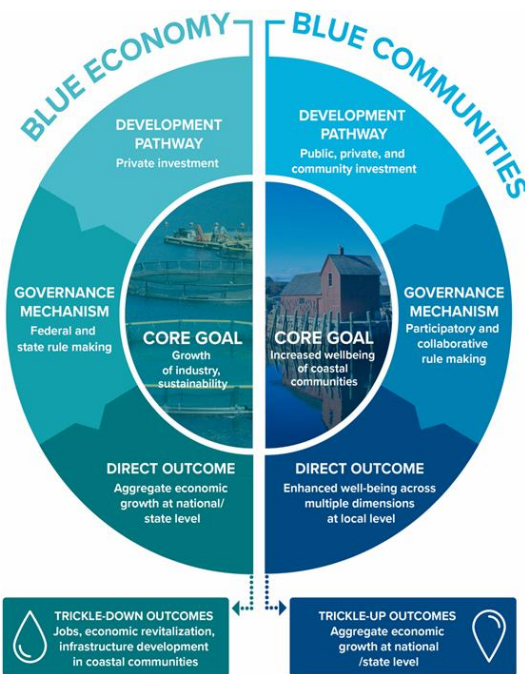 BLUE ECONOMY
DEVELOPMENT
PATHWAY
Private investment
GOVERNANCE
MECHANISM
Federal and
state rule making
CORE GOAL
Growth
of industry,
sustainability
DIRECT OUTCOME
Aggregate economic
growth at national/
state level
TRICKLE-DOWN OUTCOMES
Jobs, economic revitalization,
infrastructure development
in coastal communities
BLUE COMMUNITIES
DEVELOPMENT
PATHWAY
Public, private, and
community investment
GOVERNANCE
MECHANISM
Participatory and
collaborative
rule making
CORE GOAL
Increased wellbeing
of coastal
communities
DIRECT OUTCOME
Enhanced well-being across
multiple dimensions
at local level
TRICKLE-UP OUTCOMES
Aggregate economic
growth at national
/state level